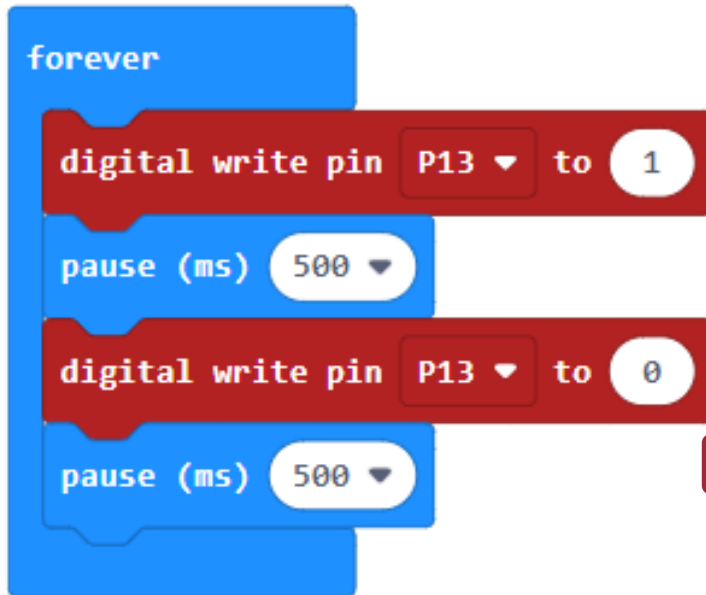 forever
digital write pin P13 to 1
pause (ms) 500
digital write pin P13 to 0
pause (ms) 500